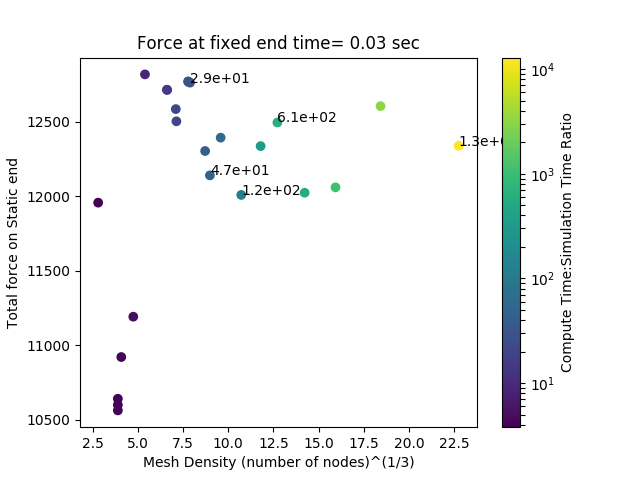 Force at fixed end time= 0.03 sec
Total force on Static end
12500
12000
11500
11000
10500
2.9e+01
6.1e+02
1.3e+
4.7e+01
1.2e+02
2.5
5.0
7.5
10.0
12.5
15.0
17.5
20.0
22.5
Mesh Density (number of nodes)^(1/3)
10^4
10^3
10^2
10^1
Compute Time:Simulation Time Ratio